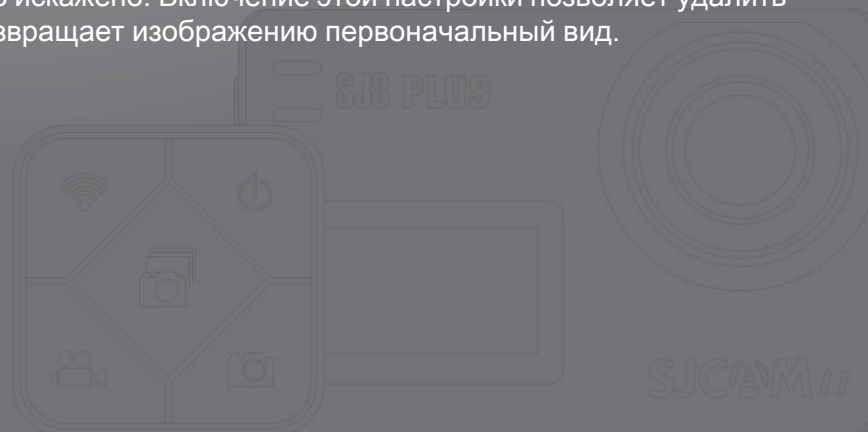 искажено. Включение этой настройки позволяет удалить
звращает изображению первоначальный вид.
SJ8 PLUS
SJCAM